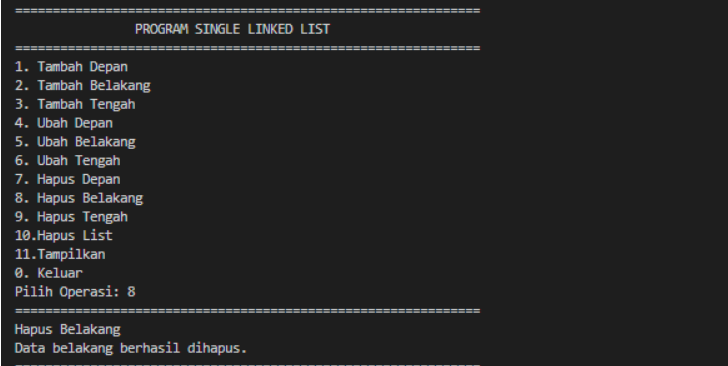 ==============================================================
PROGRAM SINGLE LINKED LIST
==============================================================
1. Tambah Depan
2. Tambah Belakang
3. Tambah Tengah
4. Ubah Depan
5. Ubah Belakang
6. Ubah Tengah
7. Hapus Depan
8. Hapus Belakang
9. Hapus Tengah
10.Hapus List
11.Tampilkan
0. Keluar
Pilih Operasi: 8
==============================================================
Hapus Belakang
Data belakang berhasil dihapus.
==============================================================